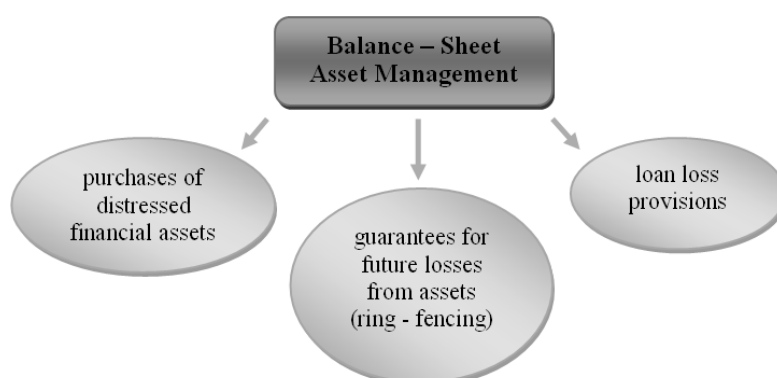 Balance – Sheet
Asset Management
purchases of
distressed
financial assets
guarantees for
future losses
from assets
(ring - fencing)
loan loss
provisions